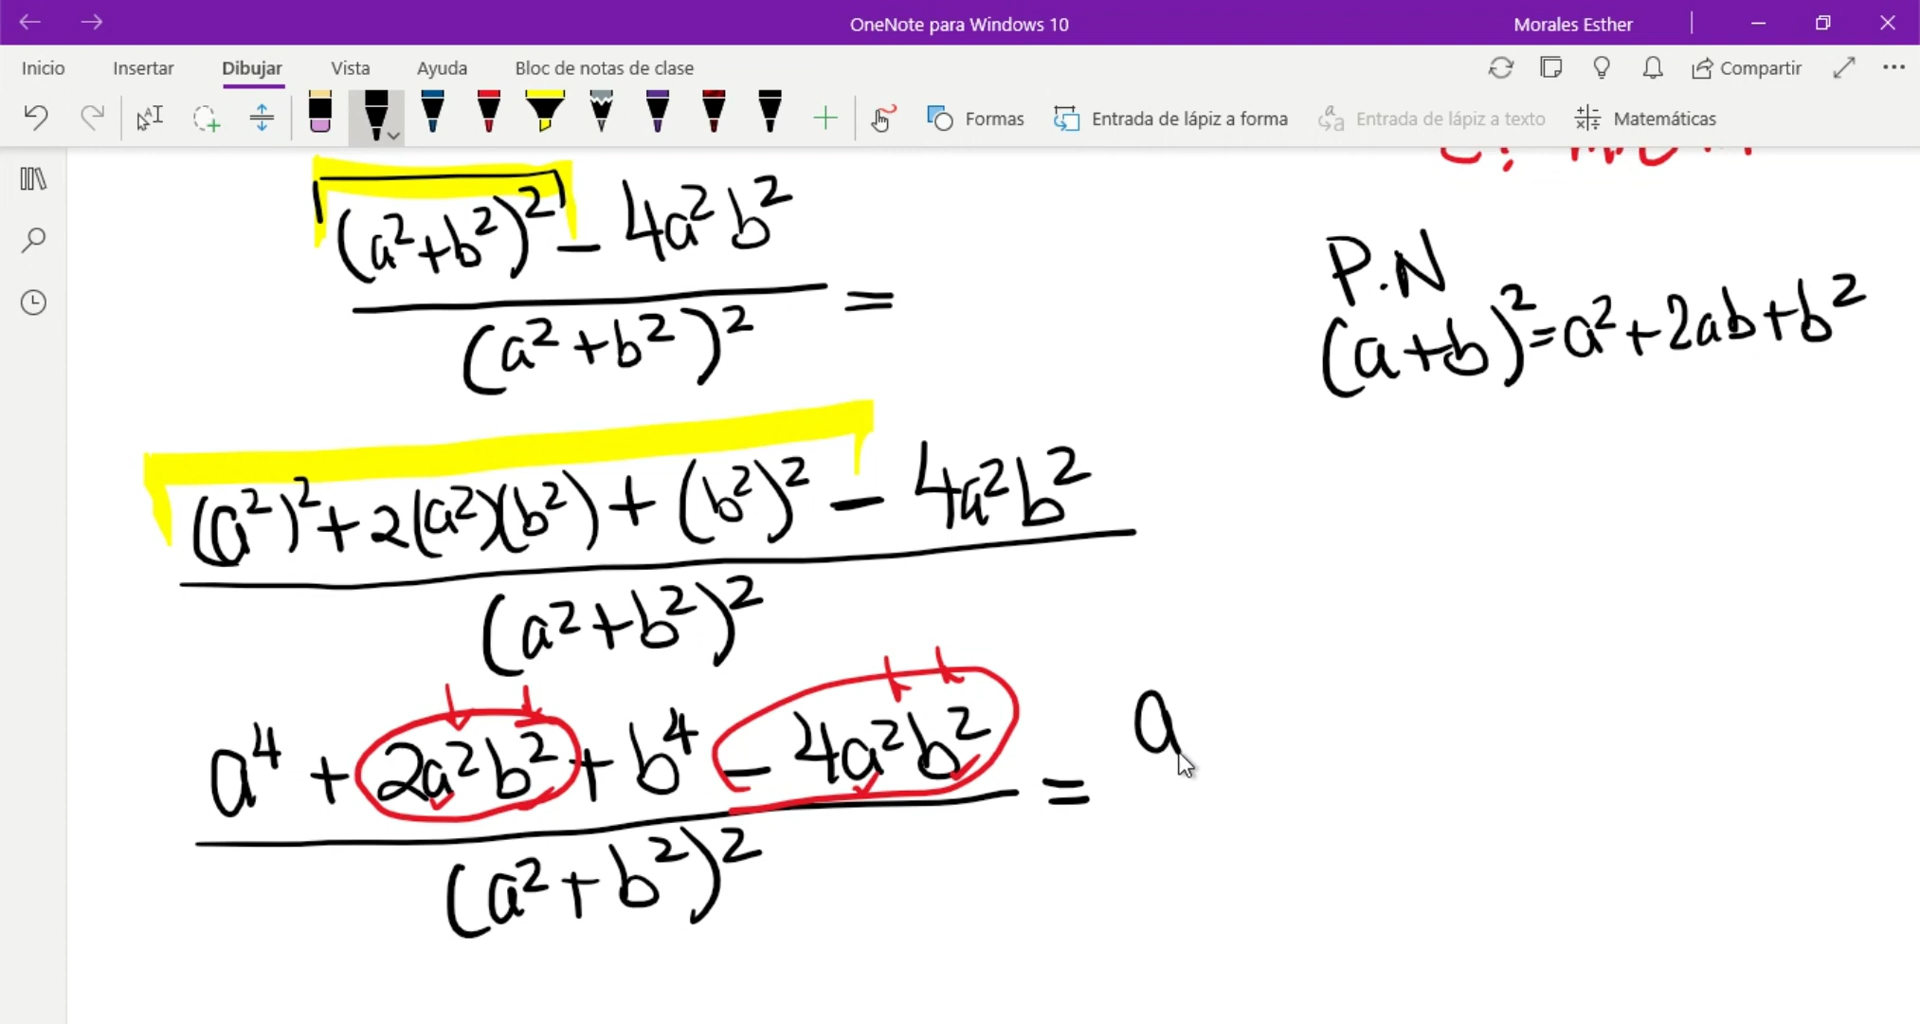 OneNote para Windows 10
Morales Esther
Inicio Insertar Dibujar Vista Ayuda Bloc de notas de clase
Compartir
Formas Entrada de lápiz a forma Entrada de lápiz a texto Matemáticas
(a²+b²)² - 4a²b²
(a²+b²)²
=
P.N
(a+b)²=a²+2ab+b²
(a²)²+2(a²)(b²)+(b²)² - 4a²b²
(a²+b²)²
a⁴ + 2a²b² + b⁴ - 4a²b²
(a²+b²)²
= a